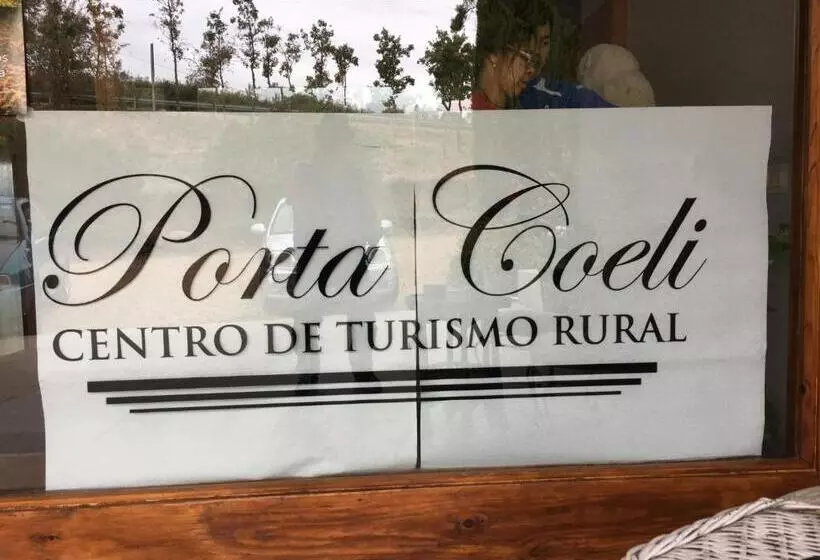 Porta Coeli
CENTRO DE TURISMO RURAL